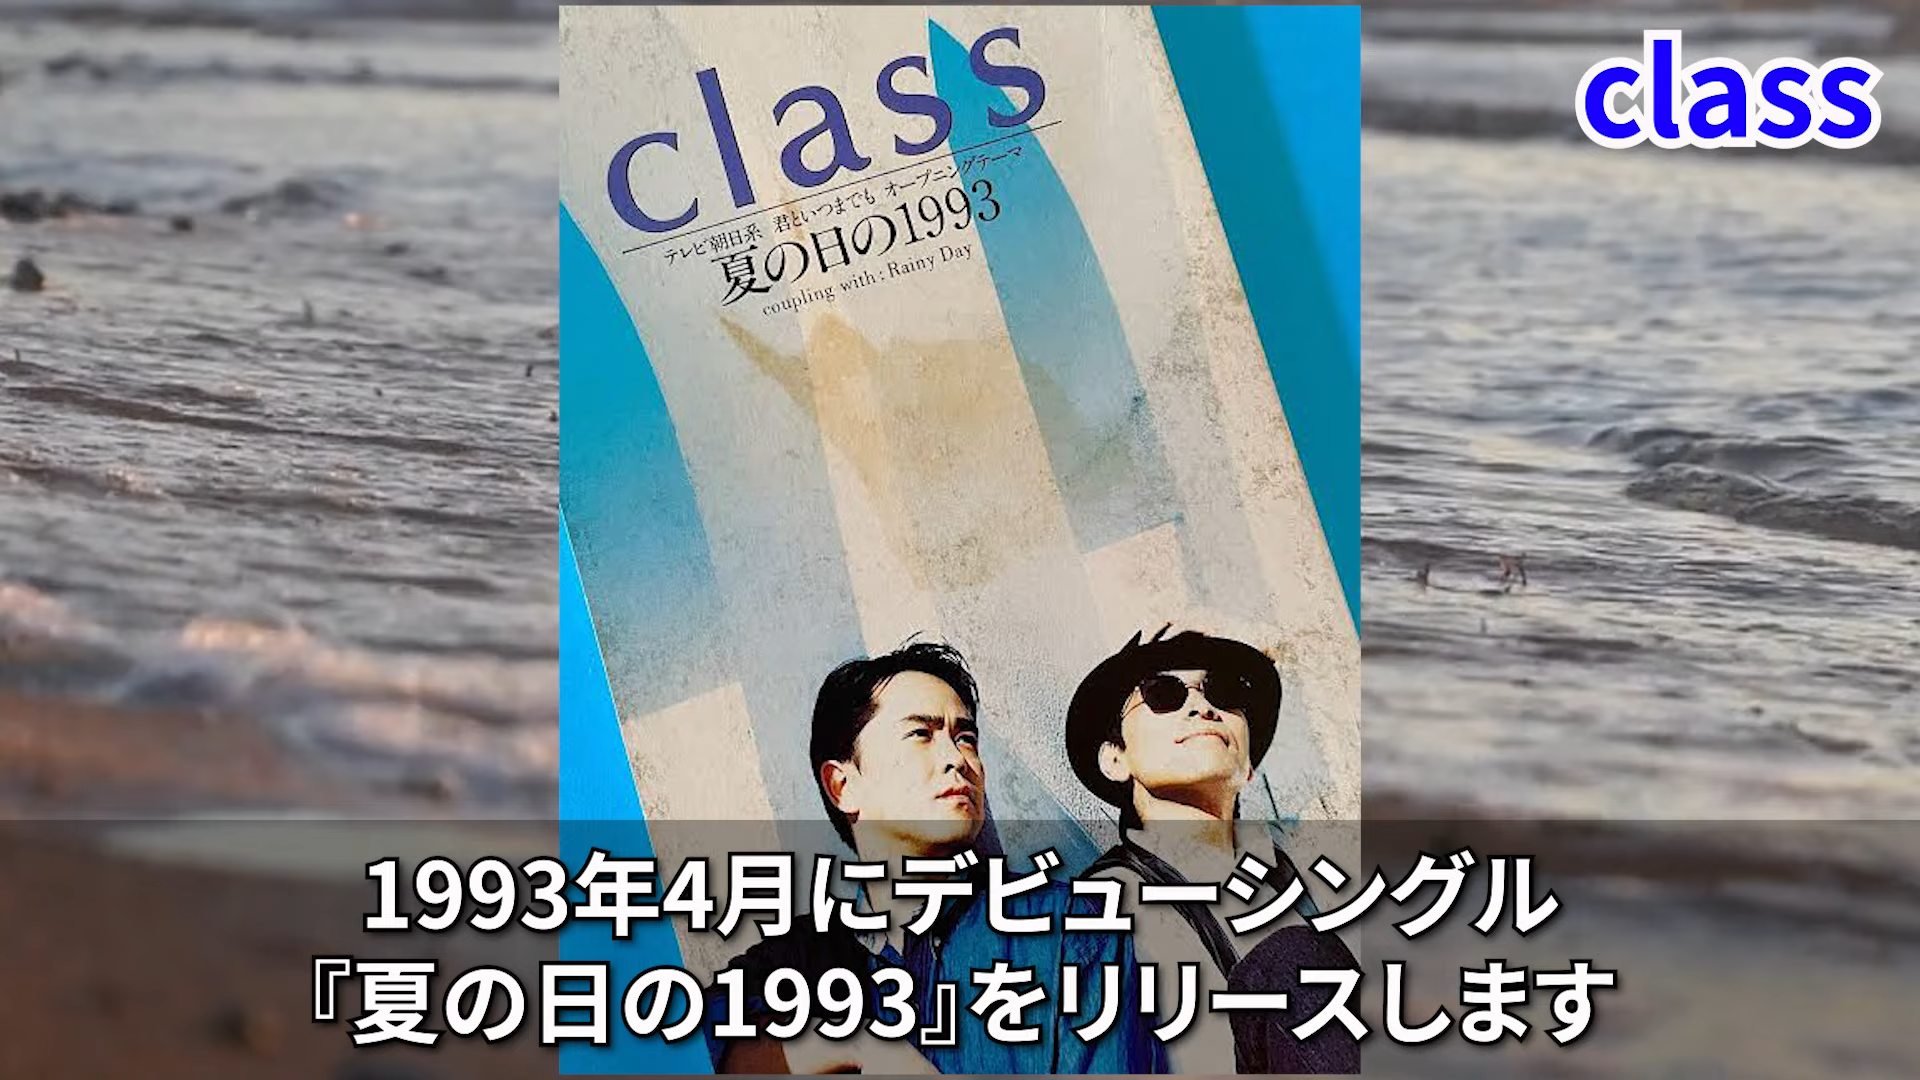 class
class
テレビ朝日系 君といつまでも オープニングテーマ
夏の日の1993
coupling with : Rainy Day
1993年4月にデビューシングル
『夏の日の1993』をリリースします